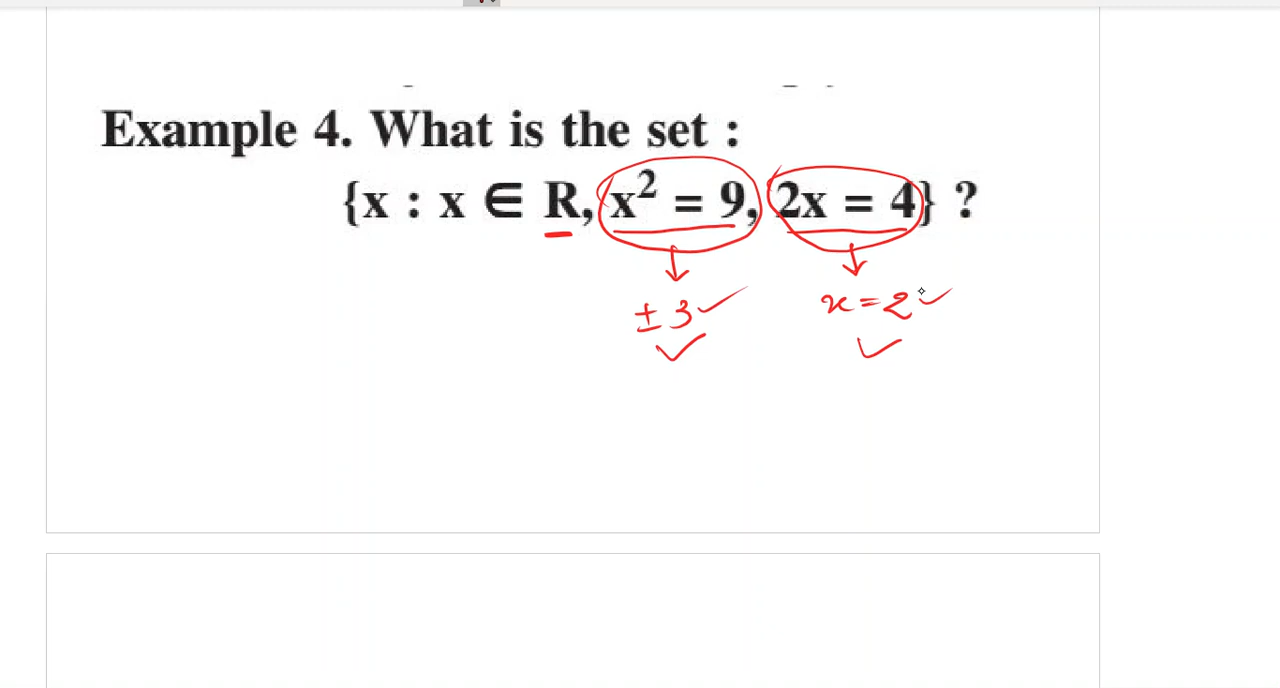 Example 4. What is the set :
{x : x ∈ R, x² = 9, 2x = 4} ?
± 3 ✓ x = 2 ✓
✓ ✓